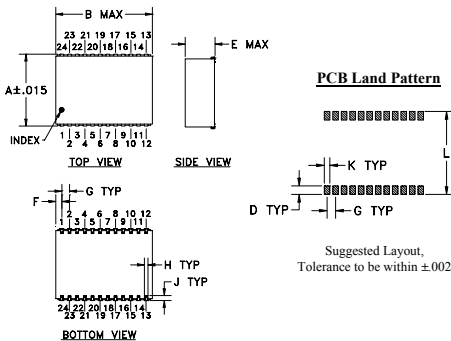 B MAX
23 21 19 17 15 13
24 22 20 18 16 14
E MAX
A±.015
INDEX
1 3 5 7 9 11
2 4 6 8 10 12
TOP VIEW
SIDE VIEW
PCB Land Pattern
L
K TYP
D TYP
G TYP
Suggested Layout,
Tolerance to be within ±.002
G TYP
F
2 4 6 8 10 12
1 3 5 7 9 11
H TYP
J TYP
24 22 20 18 16 14
23 21 19 17 15 13
BOTTOM VIEW